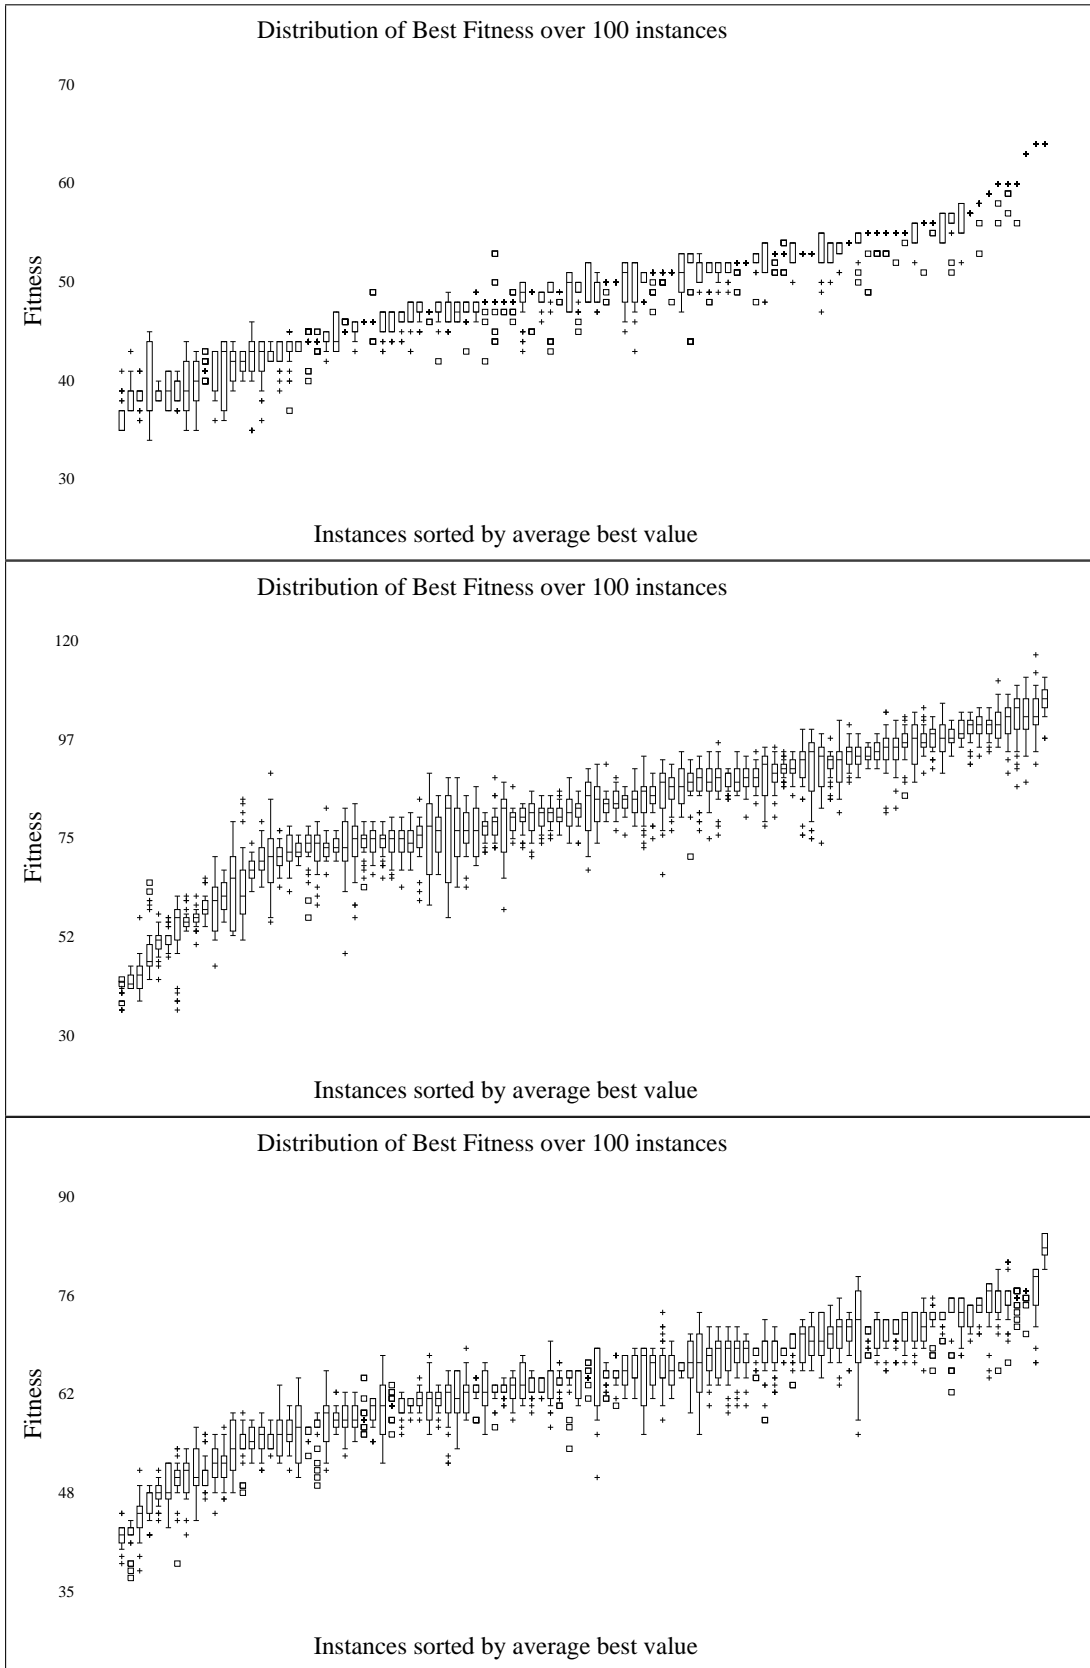 Distribution of Best Fitness over 100 instances
70
60
50
40
30
Fitness
Instances sorted by average best value
Distribution of Best Fitness over 100 instances
120
97
75
52
30
Fitness
Instances sorted by average best value
Distribution of Best Fitness over 100 instances
90
76
62
48
35
Fitness
Instances sorted by average best value